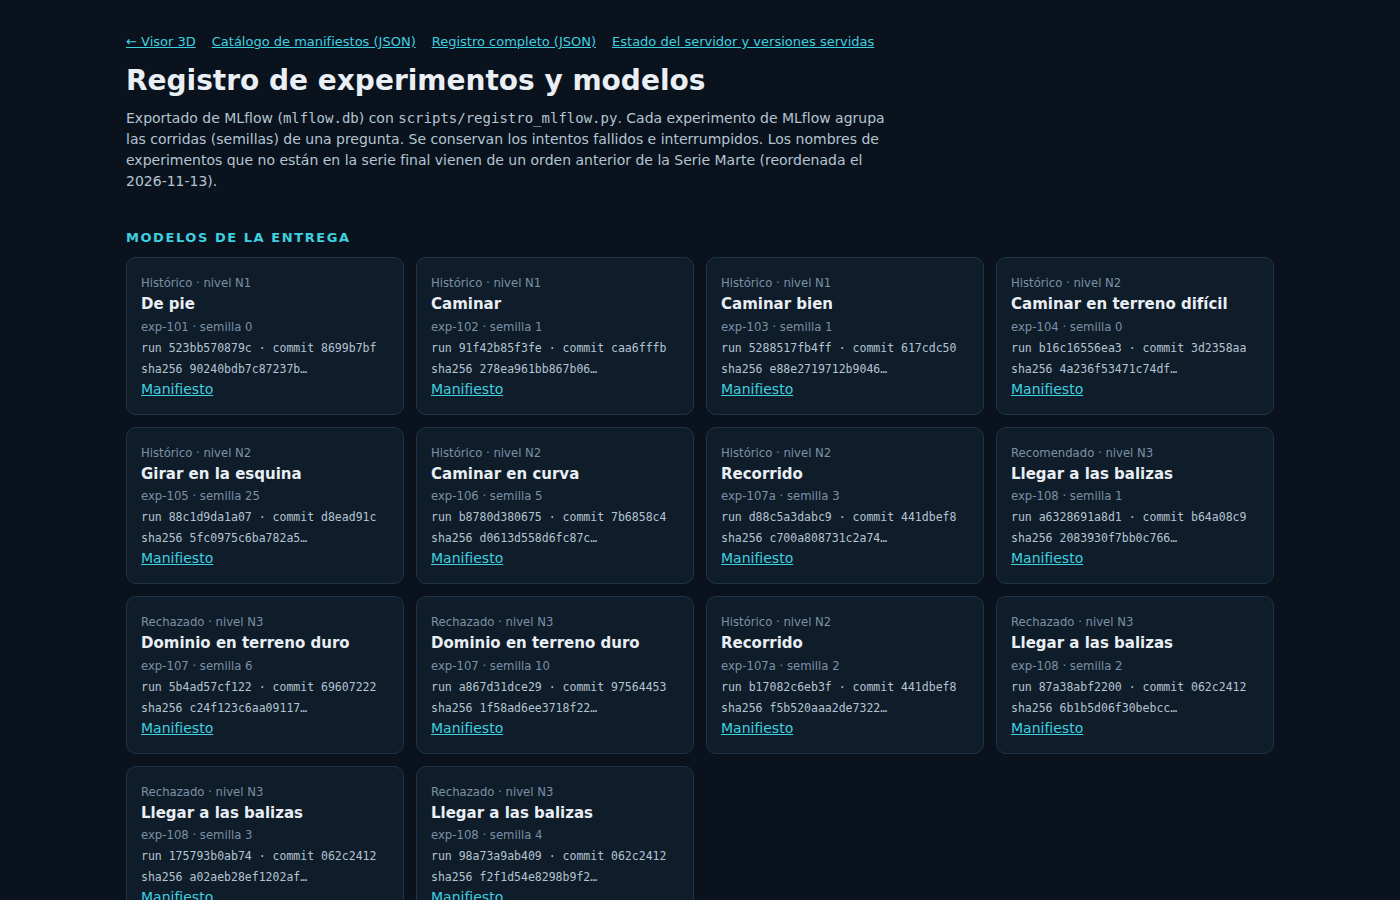 ← Visor 3D Catálogo de manifiestos (JSON) Registro completo (JSON) Estado del servidor y versiones servidas
Registro de experimentos y modelos
Exportado de MLflow (mlflow.db) con scripts/registro_mlflow.py. Cada experimento de MLflow agrupa
las corridas (semillas) de una pregunta. Se conservan los intentos fallidos e interrumpidos. Los nombres de
experimentos que no están en la serie final vienen de un orden anterior de la Serie Marte (reordenada el
2026-11-13).
MODELOS DE LA ENTREGA
Histórico · nivel N1
De pie
exp-101 · semilla 0
run 523bb570879c · commit 8699b7bf
sha256 90240bdb7c87237b…
Manifiesto
Histórico · nivel N1
Caminar
exp-102 · semilla 1
run 91f42b85f3fe · commit caa6fffb
sha256 278ea961bb867b06…
Manifiesto
Histórico · nivel N1
Caminar bien
exp-103 · semilla 1
run 5288517fb4ff · commit 617cdc50
sha256 e88e2719712b9046…
Manifiesto
Histórico · nivel N2
Caminar en terreno difícil
exp-104 · semilla 0
run b16c16556ea3 · commit 3d2358aa
sha256 4a236f53471c74df…
Manifiesto
Histórico · nivel N2
Girar en la esquina
exp-105 · semilla 25
run 88c1d9da1a07 · commit d8ead91c
sha256 5fc0975c6ba782a5…
Manifiesto
Histórico · nivel N2
Caminar en curva
exp-106 · semilla 5
run b8780d380675 · commit 7b6858c4
sha256 d0613d558d6fc87c…
Manifiesto
Histórico · nivel N2
Recorrido
exp-107a · semilla 3
run d88c5a3dabc9 · commit 441dbef8
sha256 c700a808731c2a74…
Manifiesto
Recomendado · nivel N3
Llegar a las balizas
exp-108 · semilla 1
run a6328691a8d1 · commit b64a08c9
sha256 2083930f7bb0c766…
Manifiesto
Rechazado · nivel N3
Dominio en terreno duro
exp-107 · semilla 6
run 5b4ad57cf122 · commit 69607222
sha256 c24f123c6aa09117…
Manifiesto
Rechazado · nivel N3
Dominio en terreno duro
exp-107 · semilla 10
run a867d31dce29 · commit 97564453
sha256 1f58ad6ee3718f22…
Manifiesto
Histórico · nivel N2
Recorrido
exp-107a · semilla 2
run b17082c6eb3f · commit 441dbef8
sha256 f5b520aaa2de7322…
Manifiesto
Rechazado · nivel N3
Llegar a las balizas
exp-108 · semilla 2
run 87a38abf2200 · commit 062c2412
sha256 6b1b5d06f30bebcc…
Manifiesto
Rechazado · nivel N3
Llegar a las balizas
exp-108 · semilla 3
run 175793b0ab74 · commit 062c2412
sha256 a02aeb28ef1202af…
Manifiesto
Rechazado · nivel N3
Llegar a las balizas
exp-108 · semilla 4
run 98a73a9ab409 · commit 062c2412
sha256 f2f1d54e8298b9f2…
Manifiesto